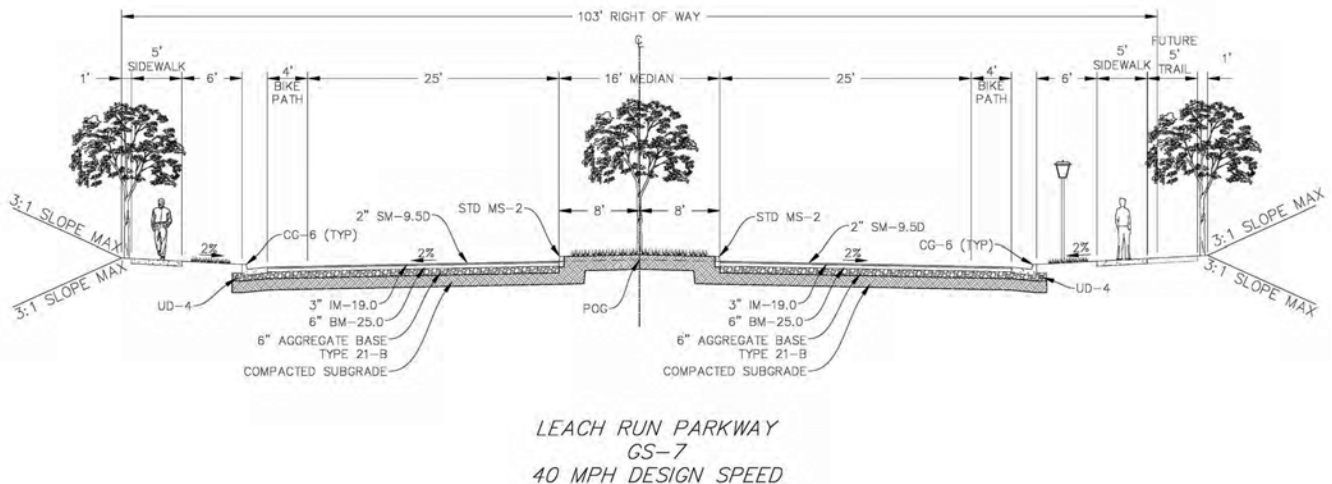 103' RIGHT OF WAY
℄
1'
5'
SIDEWALK
6'
4'
BIKE
PATH
25'
16' MEDIAN
25'
4'
BIKE
PATH
6'
5'
SIDEWALK
FUTURE
5'
TRAIL
1'
8'
8'
3:1 SLOPE MAX
3:1 SLOPE MAX
2%
CG-6 (TYP)
2" SM-9.5D
STD MS-2
2%
STD MS-2
2" SM-9.5D
2%
CG-6 (TYP)
2%
3:1 SLOPE MAX
3:1 SLOPE MAX
UD-4
3" IM-19.0
6" BM-25.0
6" AGGREGATE BASE
TYPE 21-B
COMPACTED SUBGRADE
POG
3" IM-19.0
6" BM-25.0
6" AGGREGATE BASE
TYPE 21-B
COMPACTED SUBGRADE
UD-4
LEACH RUN PARKWAY
GS-7
40 MPH DESIGN SPEED